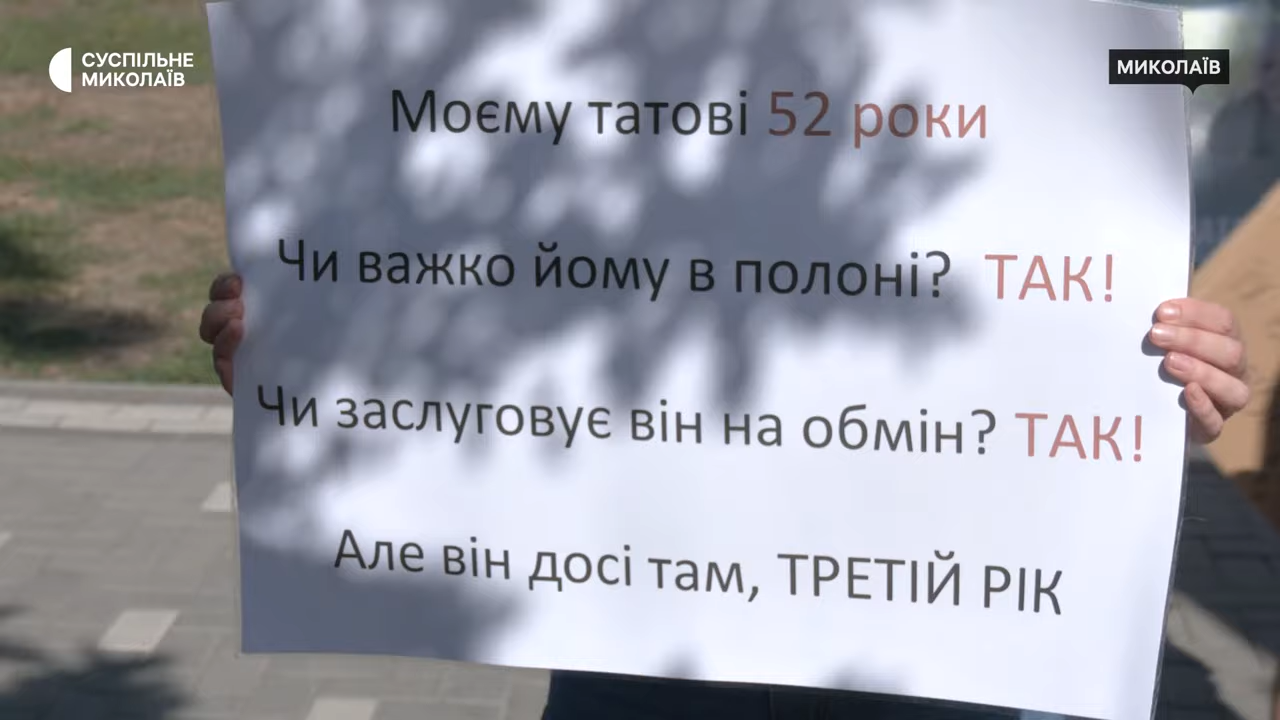 СУСПІЛЬНЕ
МИКОЛАЇВ
МИКОЛАЇВ
Моєму татові 52 роки
Чи важко йому в полоні? ТАК!
Чи заслуговує він на обмін? ТАК!
Але він досі там, ТРЕТІЙ РІК